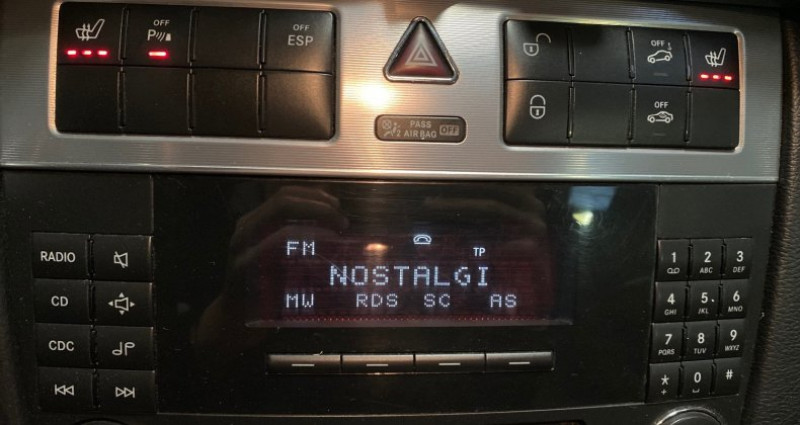 OFF
P
OFF
ESP
OFF
OFF
PASS
AIR BAG OFF
2
FM
TP
NOSTALGI
MW RDS SC AS
RADIO
CD
CDC
1
2 ABC
3 DEF
4 GHI
5 JKL
6 MNO
7 PQRS
8 TUV
9 WXYZ
* +
0
#